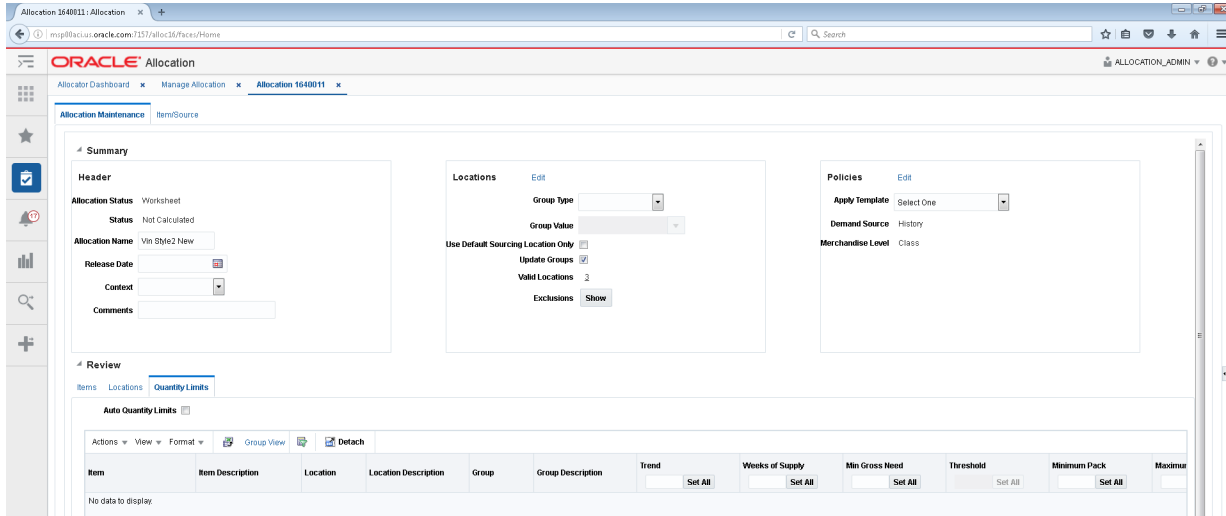 Allocation 1640011 : Allocation × +
msp00aci.us.oracle.com:7157/alloc16/faces/Home
Search
ORACLE Allocation
ALLOCATION_ADMIN
Allocator Dashboard x Manage Allocation x Allocation 1640011 x
Allocation Maintenance Item/Source
17
Summary
Header
Allocation Status Worksheet
Status Not Calculated
Allocation Name Vin Style2 New
Release Date
Context
Comments
Locations Edit
Group Type
Group Value
Use Default Sourcing Location Only
Update Groups
Valid Locations 3
Exclusions Show
Policies Edit
Apply Template Select One
Demand Source History
Merchandise Level Class
Review
Items Locations Quantity Limits
Auto Quantity Limits
Actions View Format Group View Detach
Item Item Description Location Location Description Group Group Description Trend Weeks of Supply Min Gross Need Threshold Minimum Pack Maximur
Set All Set All Set All Set All Set All
No data to display.